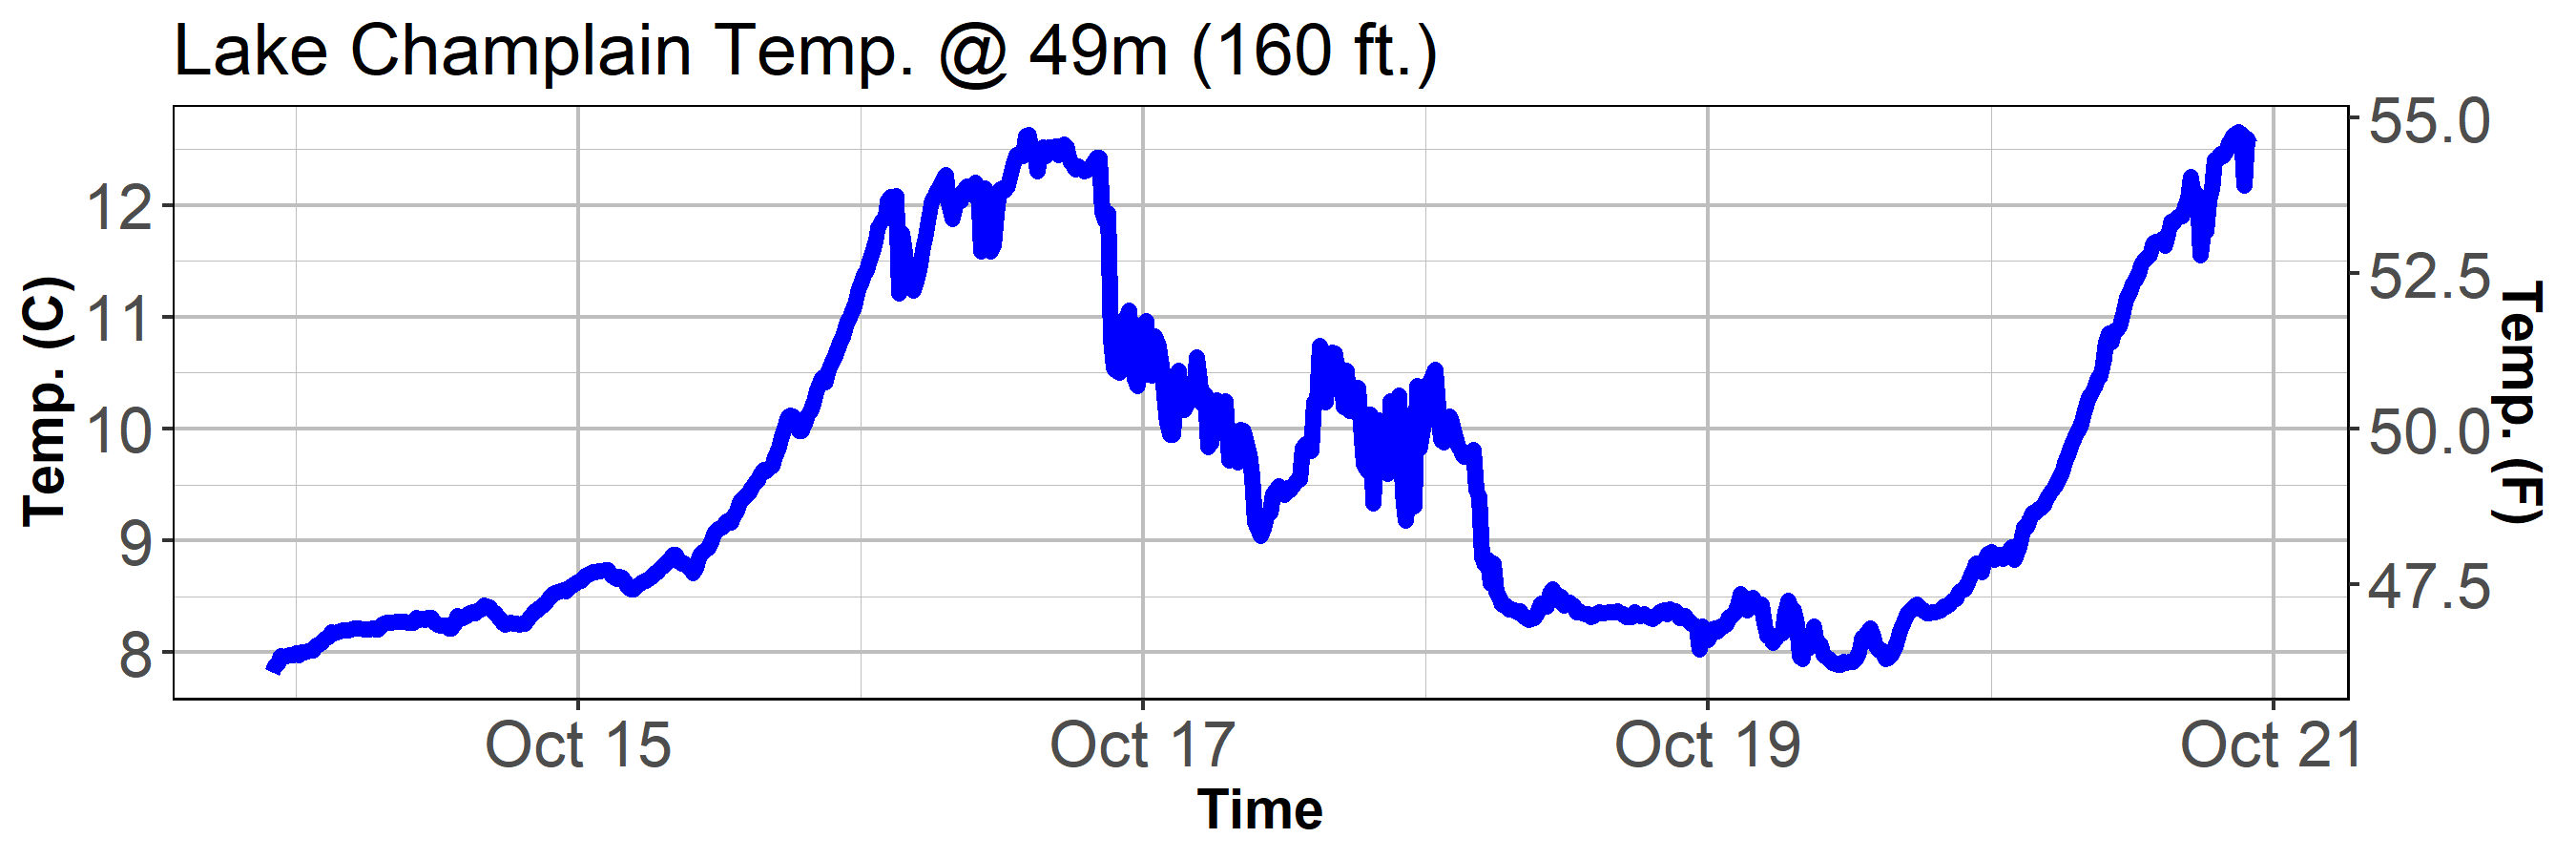 Lake Champlain Temp. @ 49m (160 ft.)
Temp. (C)
12
11
10
9
8
55.0
52.5
50.0
47.5
Temp. (F)
Oct 15
Oct 17
Oct 19
Oct 21
Time